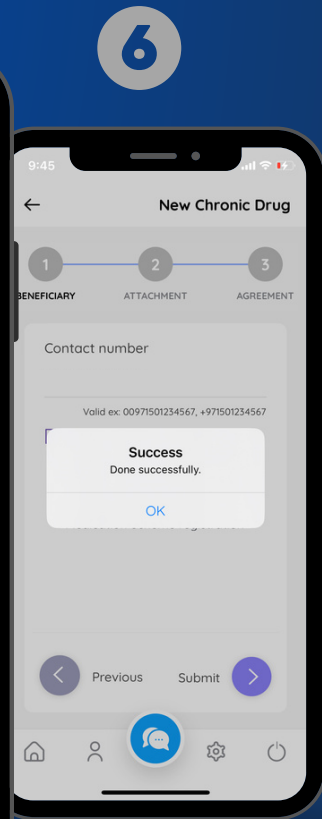 6
9:45
New Chronic Drug
1
2
3
BENEFICIARY
ATTACHMENT
AGREEMENT
Contact number
Valid ex: 00971501234567, +971501234567
Success
Done successfully.
OK
Previous
Submit